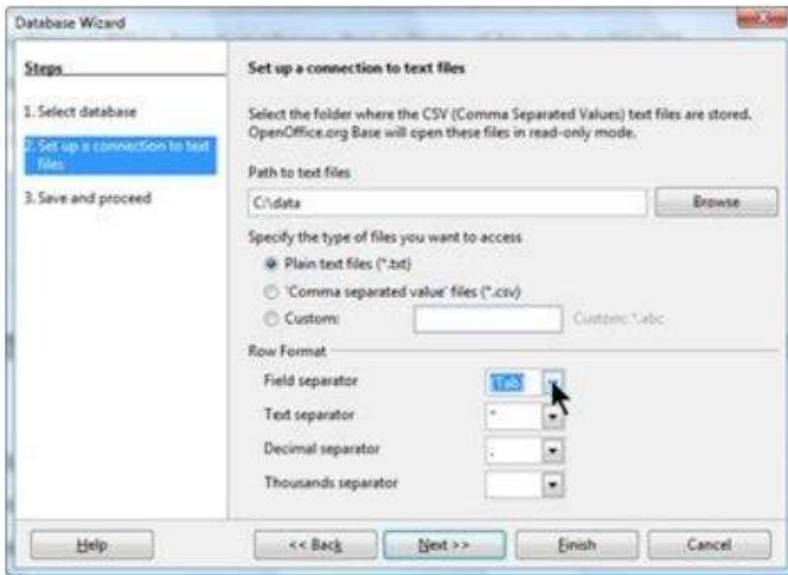 Database Wizard
Steps
1. Select database
2. Set up a connection to text
files
3. Save and proceed
Set up a connection to text files
Select the folder where the CSV (Comma Separated Values) text files are stored.
OpenOffice.org Base will open these files in read-only mode.
Path to text files
C:\data
Browse
Specify the type of files you want to access
Plain text files (*.txt)
'Comma separated value' files (*.csv)
Custom:
Custom: *.abc
Row Format
Field separator
{Tab}
Text separator
"
Decimal separator
Thousands separator
Help
<< Back
Next >>
Finish
Cancel